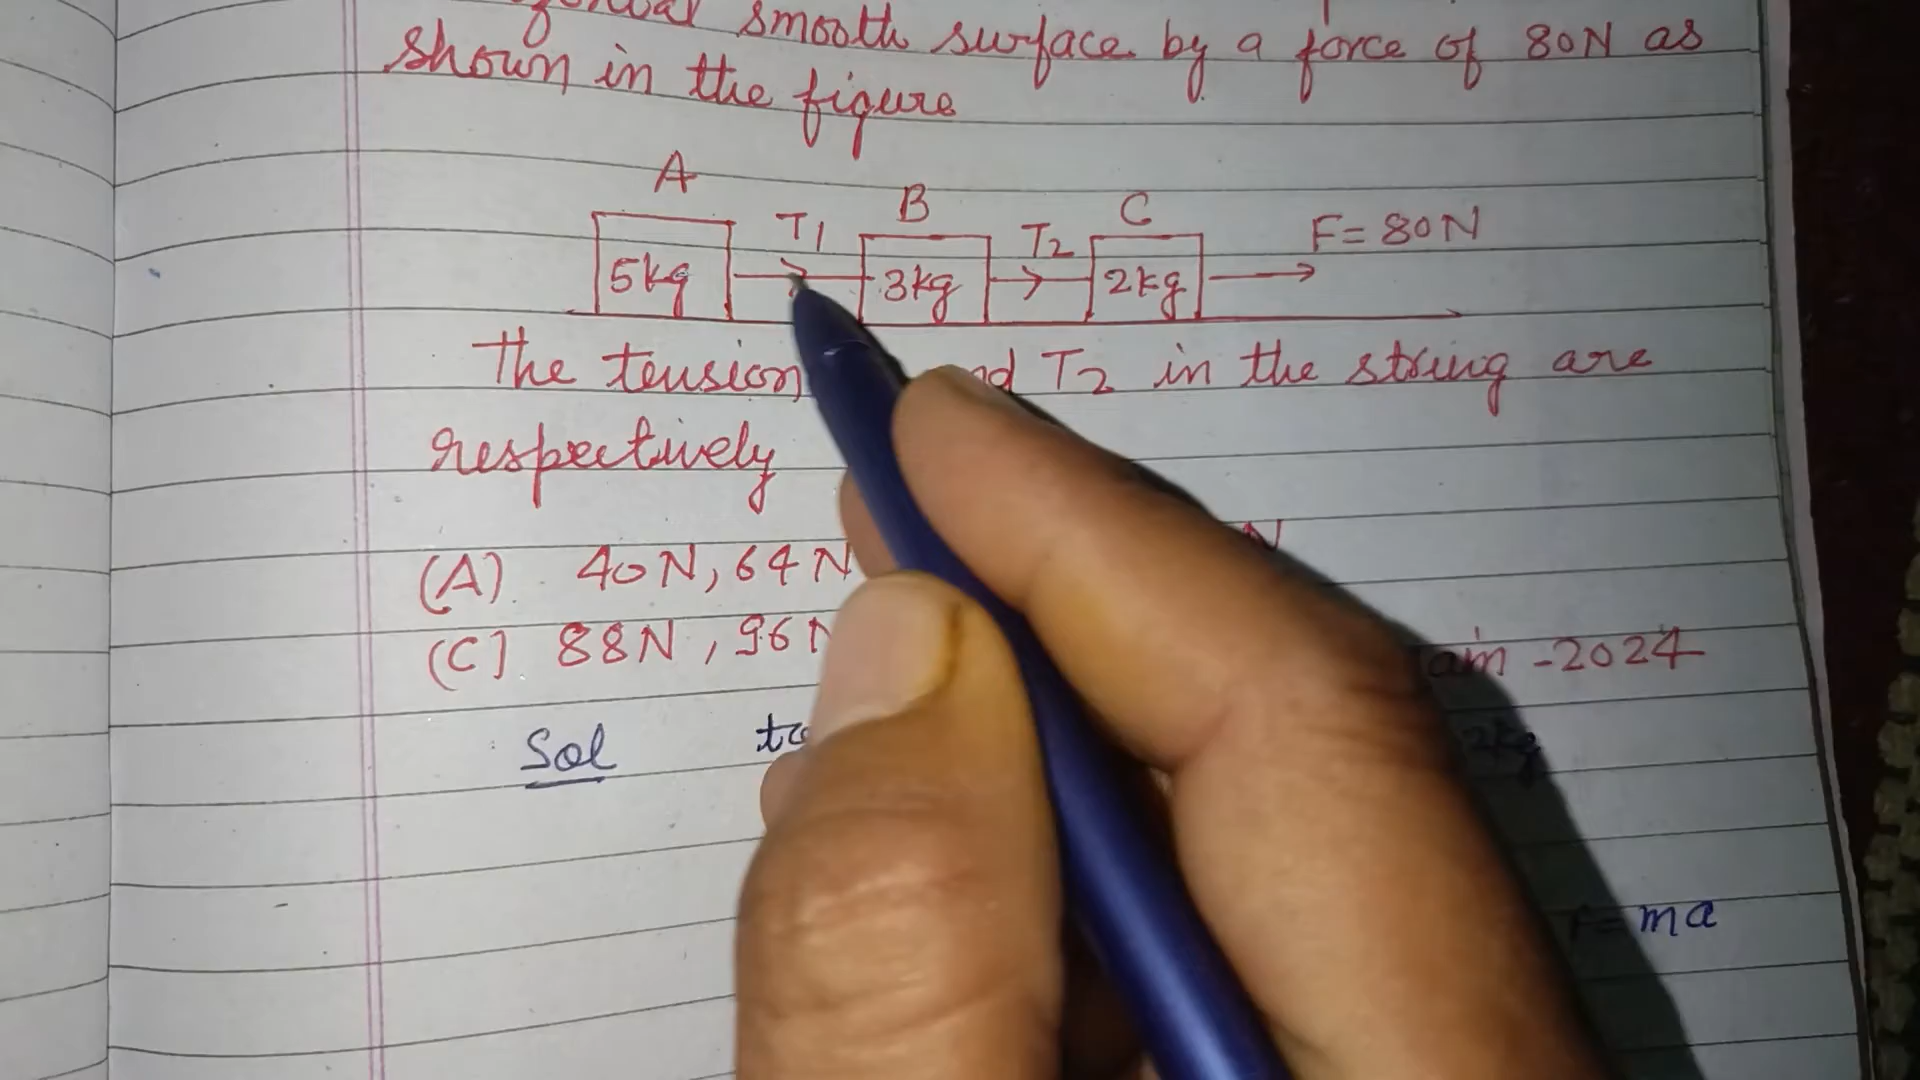 smooth surface by a force of 80N as
shown in the figure
A B C
T1 T2 F= 80N
5kg 3kg 2kg
The tension T2 in the string are
respectively
(A). 40N, 64N
(C) 88N, 96N -2024
Sol 2kg
F= ma